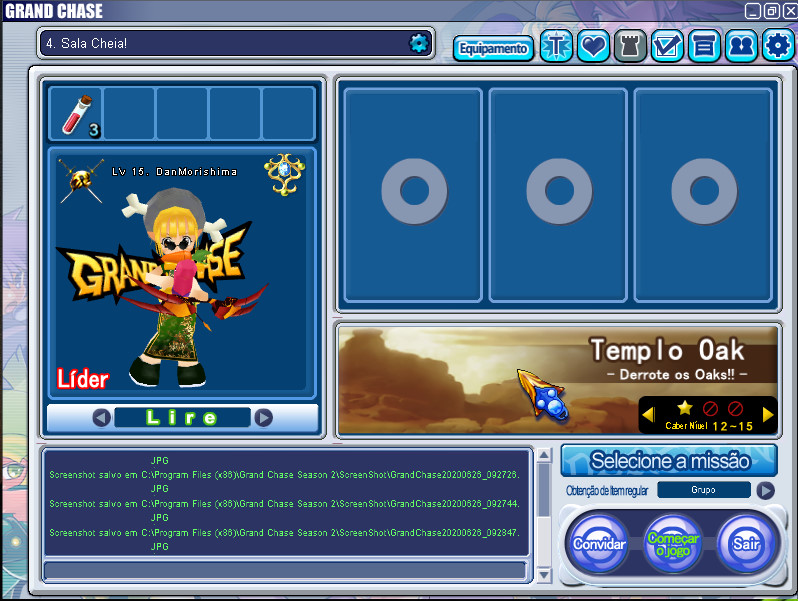 GRAND CHASE
4. Sala Cheia!
Equipamento
3
LV 15. DanMorishima
GRAND CHASE
Líder
Lire
Templo Oak
- Derrote os Oaks!! -
Caber Nível 12~15
JPG
Screenshot salvo em C:\Program Files (x86)\Grand Chase Season 2\ScreenShot\GrandChase20200626_092726.
JPG
Screenshot salvo em C:\Program Files (x86)\Grand Chase Season 2\ScreenShot\GrandChase20200626_092744.
JPG
Screenshot salvo em C:\Program Files (x86)\Grand Chase Season 2\ScreenShot\GrandChase20200626_092847.
JPG
Selecione a missão
Obtenção de Item regular
Grupo
Convidar
Começar o jogo
Sair